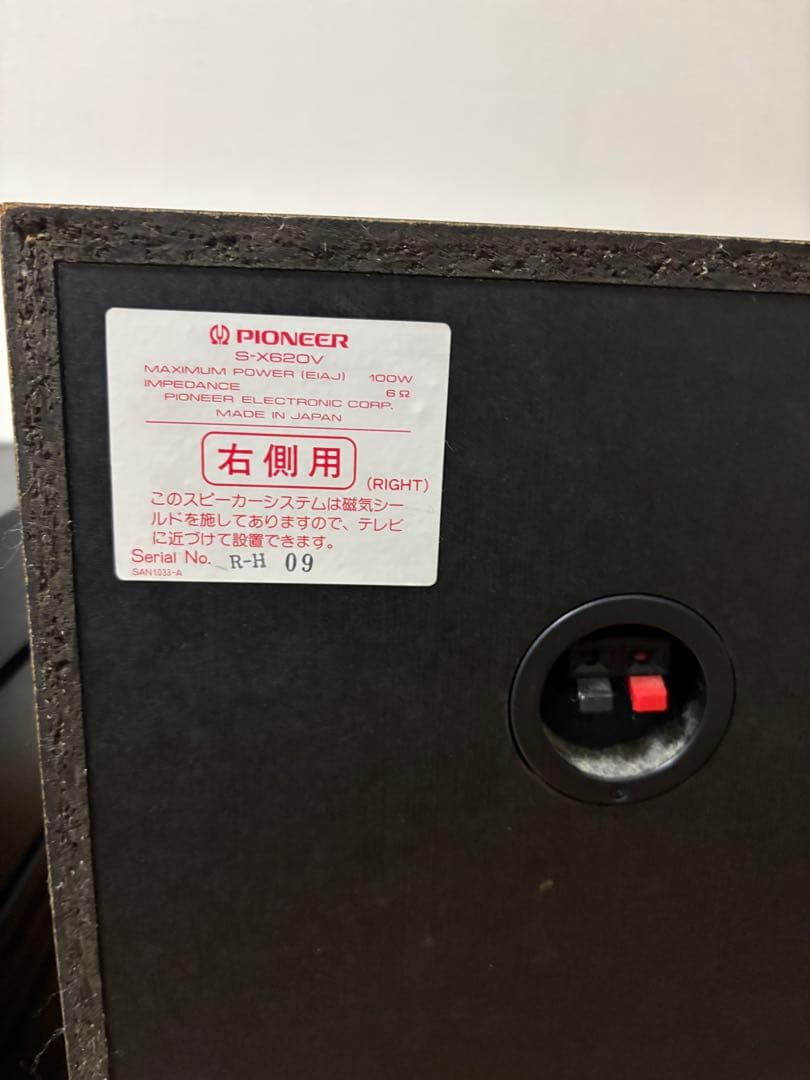 PIONEER
S-X620V
MAXIMUM POWER (EIAJ) 100W
IMPEDANCE 6Ω
PIONEER ELECTRONIC CORP.
MADE IN JAPAN
右側用 (RIGHT)
このスピーカーシステムは磁気シー
ルドを施してありますので、テレビ
に近づけて設置できます。
Serial No. R-H 09
SAN1033-A